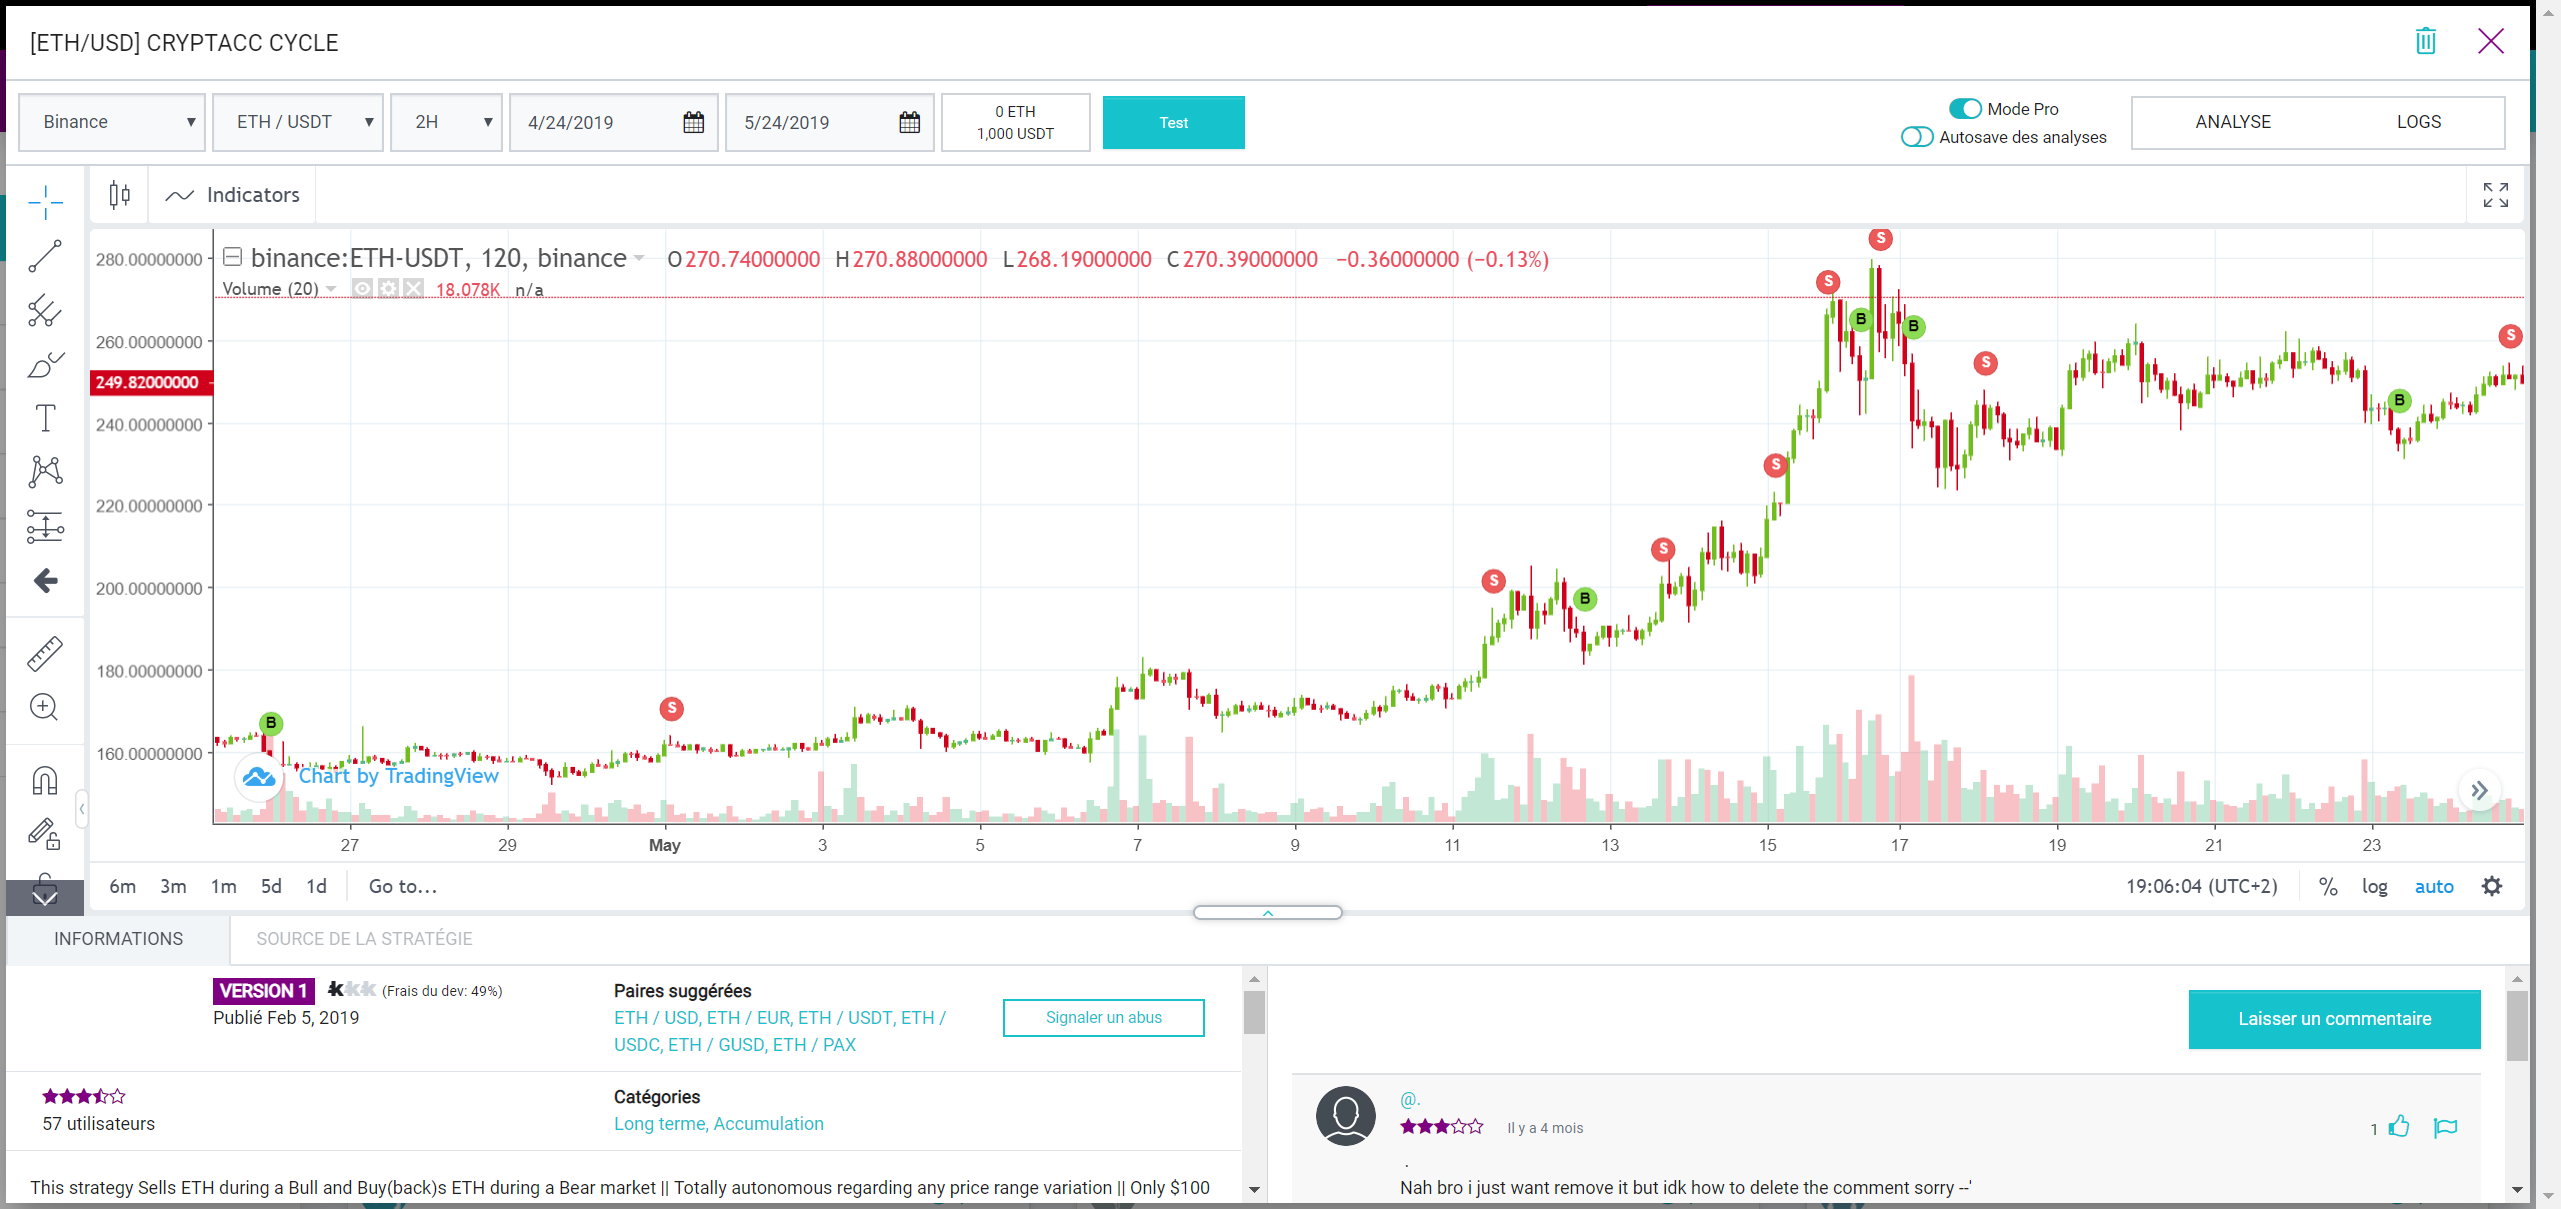 [ETH/USD] CRYPTACC CYCLE
Binance ▼ ETH / USDT ▼ 2H ▼ 4/24/2019 5/24/2019
0 ETH
1,000 USDT
Test
Mode Pro
Autosave des analyses
ANALYSE LOGS
Indicators
binance:ETH-USDT, 120, binance O270.74000000 H270.88000000 L268.19000000 C270.39000000 −0.36000000 (−0.13%)
Volume (20) 18.078K n/a
280.00000000
260.00000000
249.82000000
240.00000000
220.00000000
200.00000000
180.00000000
160.00000000
B
S
S
B
S
S
S
B
S
B
S
B
S
Chart by TradingView
27 29 May 3 5 7 9 11 13 15 17 19 21 23
6m 3m 1m 5d 1d Go to...
19:06:04 (UTC+2) % log auto
INFORMATIONS SOURCE DE LA STRATÉGIE
VERSION 1 (Frais du dev: 49%)
Publié Feb 5, 2019
Paires suggérées
ETH / USD, ETH / EUR, ETH / USDT, ETH /
USDC, ETH / GUSD, ETH / PAX
Signaler un abus
57 utilisateurs
Catégories
Long terme, Accumulation
This strategy Sells ETH during a Bull and Buy(back)s ETH during a Bear market || Totally autonomous regarding any price range variation || Only $100
Laisser un commentaire
@.
Il y a 4 mois
1
.
Nah bro i just want remove it but idk how to delete the comment sorry --'